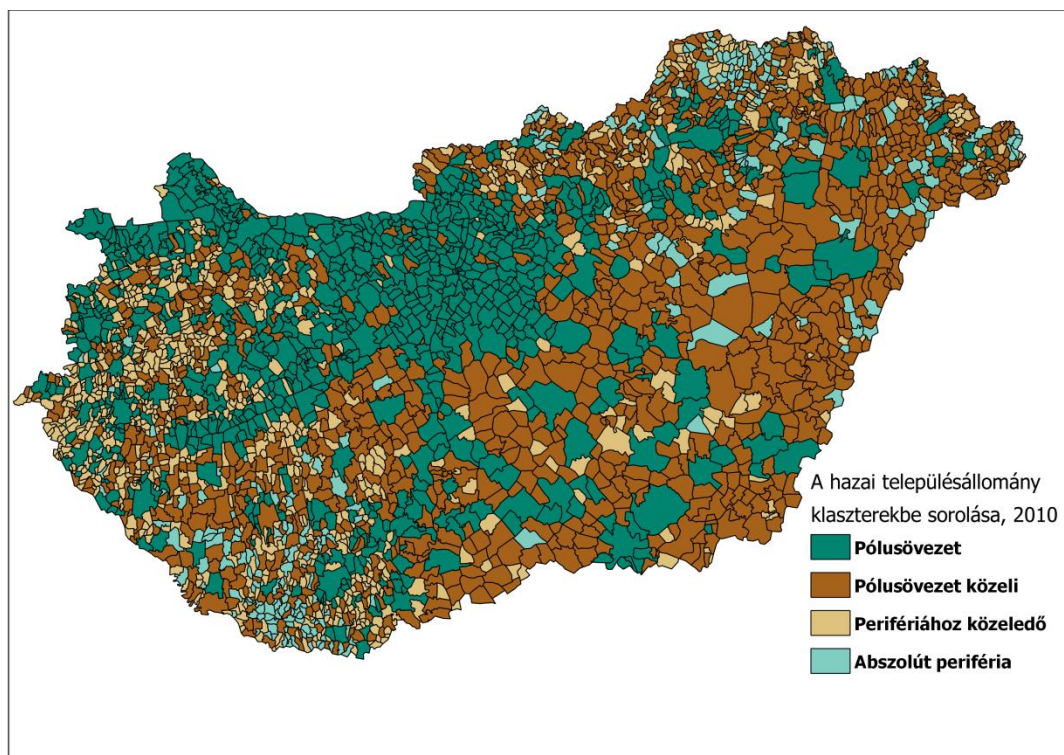 A hazai településállomány
klaszterekbe sorolása, 2010
Pólusövezet
Pólusövezet közeli
Perifériához közeledő
Abszolút periféria